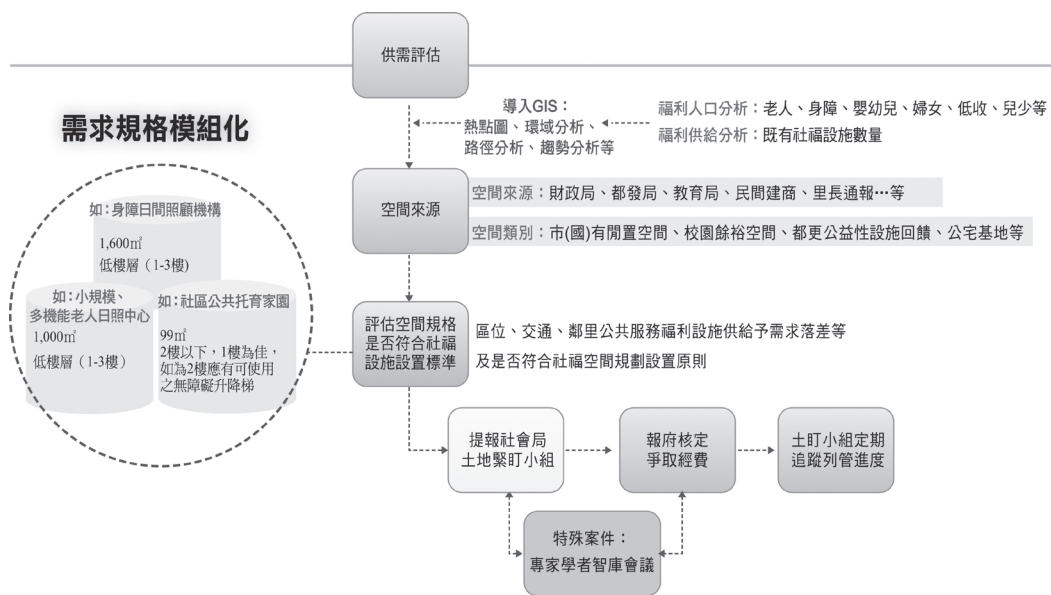 供需評估
導入GIS：
熱點圖、環域分析、
路徑分析、趨勢分析等
福利人口分析：老人、身障、嬰幼兒、婦女、低收、兒少等
福利供給分析：既有社福設施數量
需求規格模組化
如:身障日間照顧機構
1,600㎡
低樓層（1-3樓)
如:小規模、
多機能老人日照中心
1,000㎡
低樓層（1-3樓)
如:社區公共托育家園
99㎡
2樓以下，1樓為佳，
如為2樓應有可使用
之無障礙升降梯
空間來源
空間來源：財政局、都發局、教育局、民間建商、里長通報…等
空間類別：市(國)有閒置空間、校園餘裕空間、都更公益性設施回饋、公宅基地等
評估空間規格
是否符合社福
設施設置標準
區位、交通、鄰里公共服務福利設施供給予需求落差等
及是否符合社福空間規劃設置原則
提報社會局
土地緊盯小組
報府核定
爭取經費
土盯小組定期
追蹤列管進度
特殊案件：
專家學者智庫會議